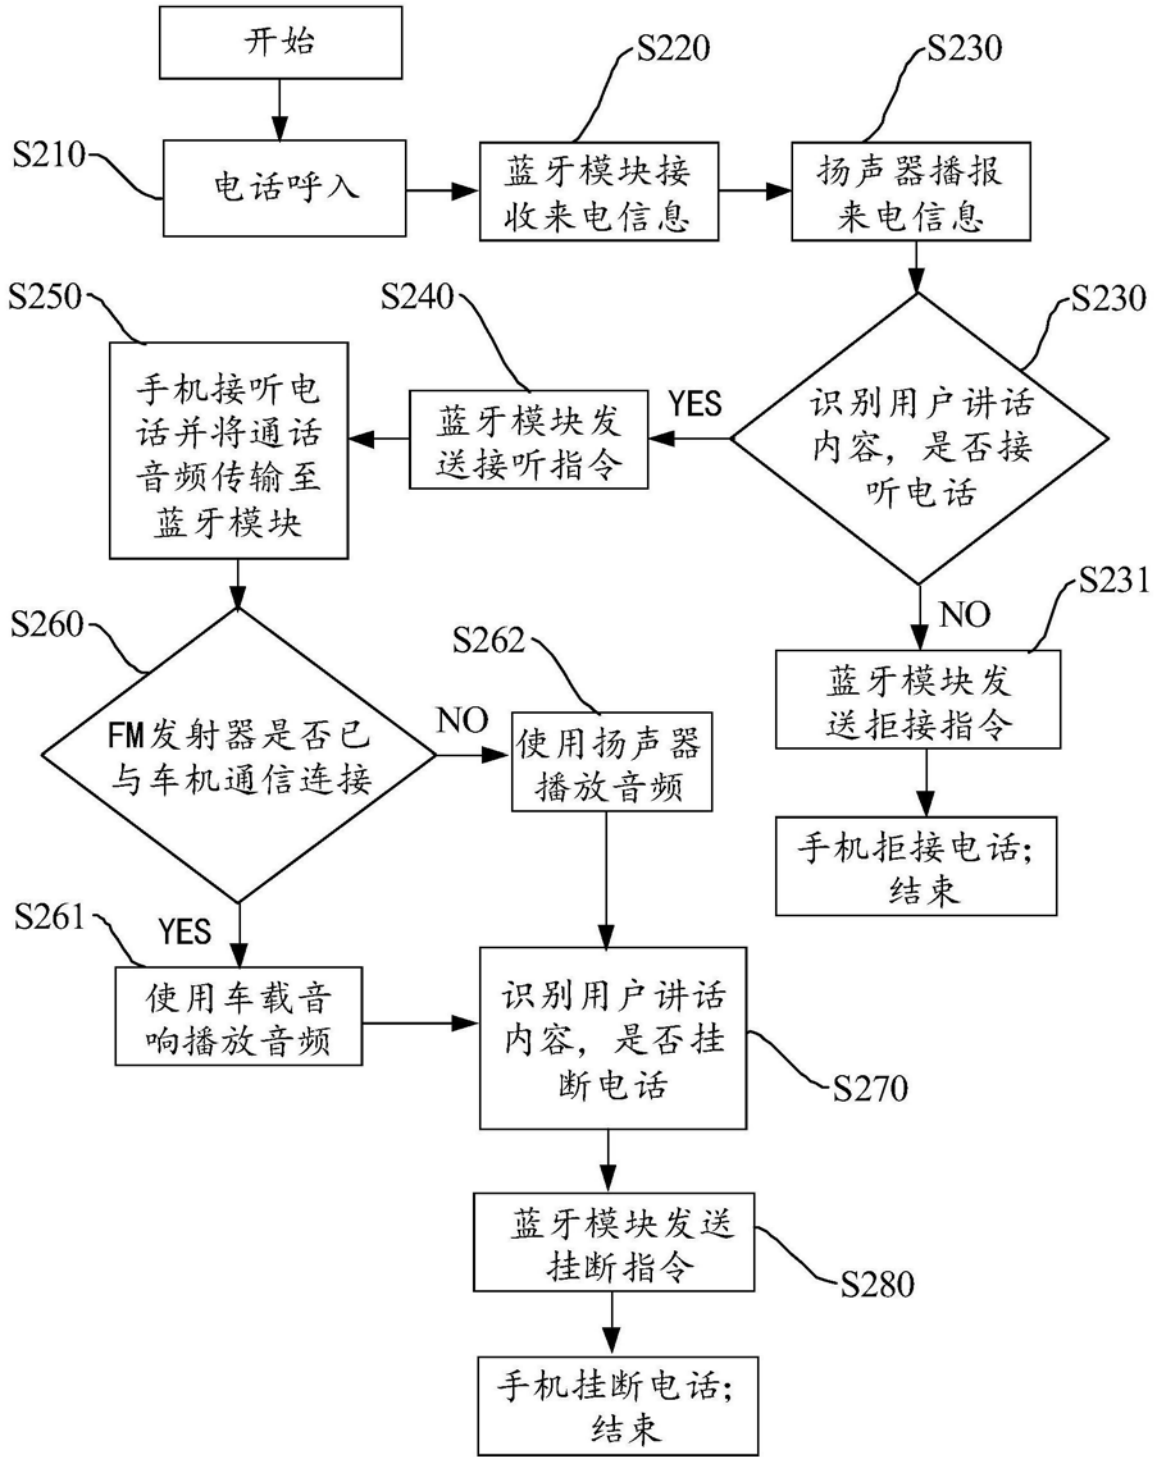 开始
S210
电话呼入
S220
蓝牙模块接
收来电信息
S230
扬声器播报
来电信息
S230
识别用户讲话
内容，是否接
听电话
YES
S240
蓝牙模块发
送接听指令
S250
手机接听电
话并将通话
音频传输至
蓝牙模块
NO
S231
蓝牙模块发
送拒接指令
手机拒接电话;
结束
S260
FM发射器是否已
与车机通信连接
NO
S262
使用扬声器
播放音频
YES
S261
使用车载音
响播放音频
识别用户讲话
内容，是否挂
断电话
S270
蓝牙模块发送
挂断指令
S280
手机挂断电话;
结束